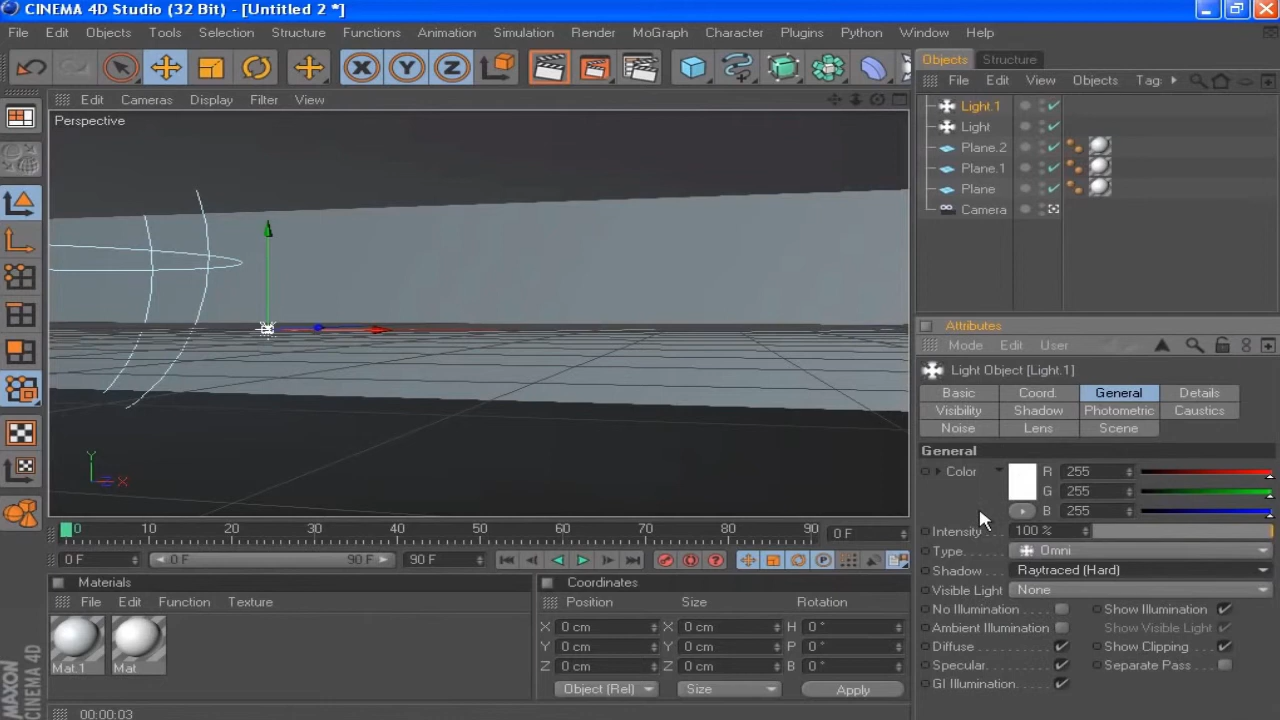 CINEMA 4D Studio (32 Bit) - [Untitled 2 *]
File Edit Objects Tools Selection Structure Functions Animation Simulation Render MoGraph Character Plugins Python Window Help
Objects Structure
File Edit View Objects Tag
Edit Cameras Display Filter View
Perspective
Light.1
Light
Plane.2
Plane.1
Plane
Camera
Y
X
Attributes
Mode Edit User
Light Object [Light.1]
Basic Coord. General Details
Visibility Shadow Photometric Caustics
Noise Lens Scene
General
Color R 255
G 255
B 255
Intensity . . . 100 %
Type. . . . Omni
Shadow . . . Raytraced (Hard)
Visible Light None
No Illumination . . . . Show Illumination
Ambient Illumination Show Visible Light
Diffuse . . . . Show Clipping
Specular. . . . Separate Pass
GI Illumination. . . .
0 10 20 30 40 50 60 70 80 90 0 F
0 F 0 F 90 F 90 F
Materials
File Edit Function Texture
Mat.1 Mat
Coordinates
Position Size Rotation
X 0 cm X 0 cm H 0 °
Y 0 cm Y 0 cm P 0 °
Z 0 cm Z 0 cm B 0 °
Object (Rel) Size Apply
MAXON
CINEMA 4D
00:00:03